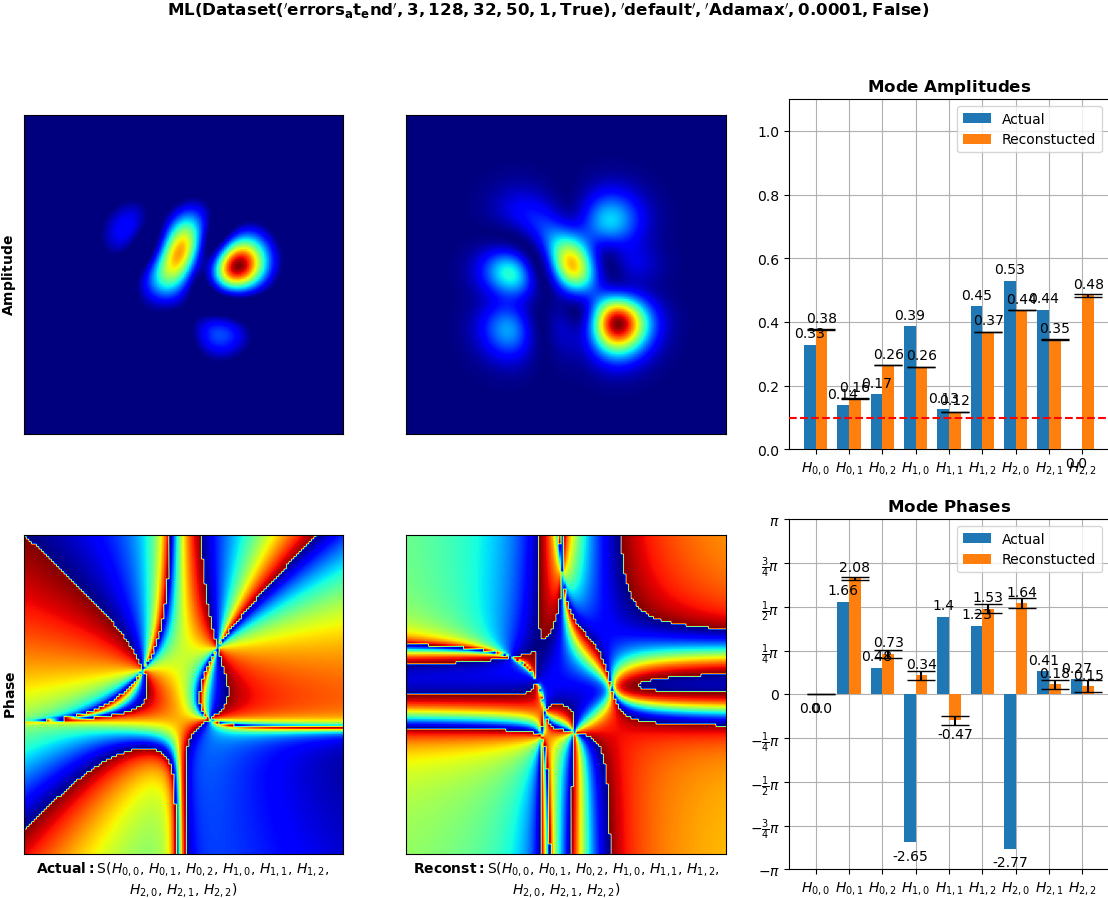 ML(Dataset('errors_at_end', 3, 128, 32, 50, 1, True), 'default', 'Adamax', 0.0001, False)
Amplitude
Mode Amplitudes
Actual
Reconstucted
1.0
0.8
0.6
0.4
0.2
0.0
0.33
0.38
0.14
0.16
0.17
0.26
0.39
0.26
0.13
0.12
0.45
0.37
0.53
0.44
0.44
0.35
0.0
0.48
H0,0 H0,1 H0,2 H1,0 H1,1 H1,2 H2,0 H2,1 H2,2
Phase
Mode Phases
Actual
Reconstucted
π
3/4π
1/2π
1/4π
0
−1/4π
−1/2π
−3/4π
−π
0.0
0.0
1.66
2.08
0.48
0.73
-2.65
0.34
1.4
-0.47
1.23
1.53
-2.77
1.64
0.41
0.18
0.27
0.15
H0,0 H0,1 H0,2 H1,0 H1,1 H1,2 H2,0 H2,1 H2,2
Actual: S(H0,0, H0,1, H0,2, H1,0, H1,1, H1,2,
H2,0, H2,1, H2,2)
Reconst: S(H0,0, H0,1, H0,2, H1,0, H1,1, H1,2,
H2,0, H2,1, H2,2)